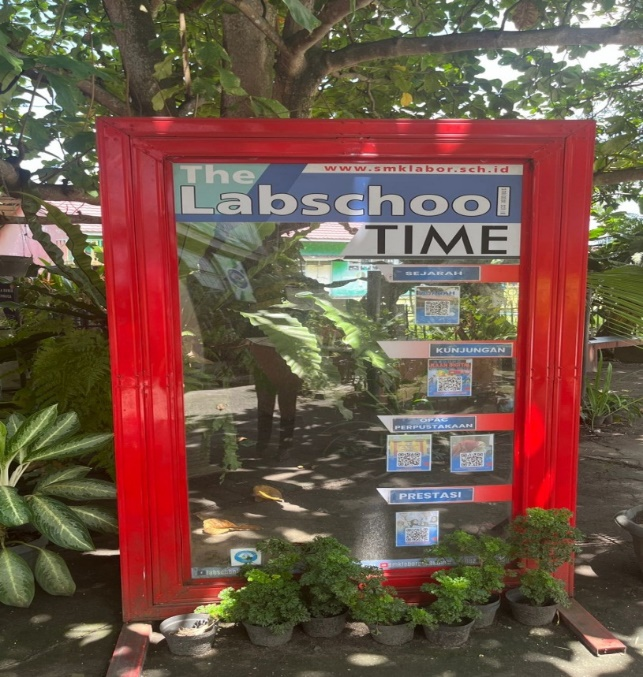 The
www.smklabor.sch.id
Labschool
TIME
SEJARAH
KUNJUNGAN
OPAC
PERPUSTAKAAN
PRESTASI